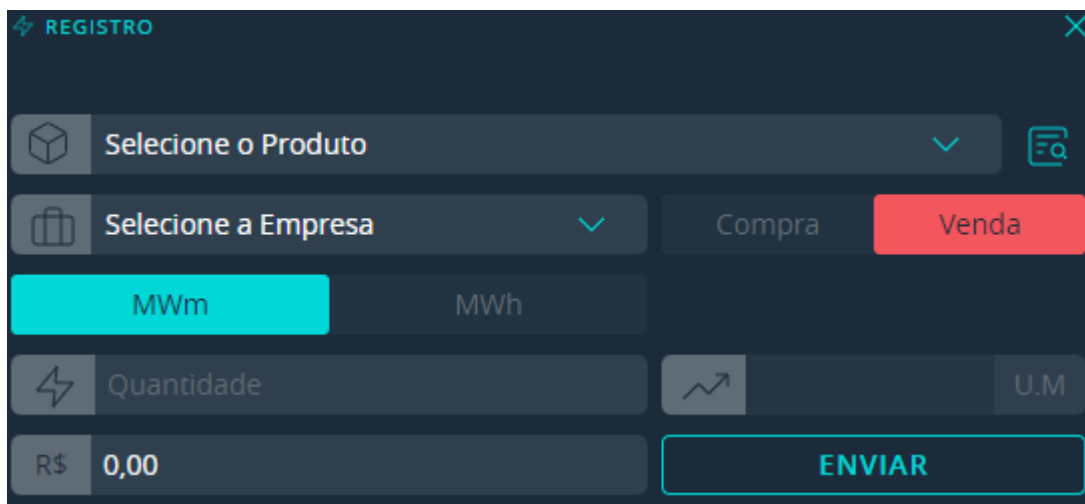 REGISTRO
Selecione o Produto
Selecione a Empresa
Compra Venda
MWm MWh
Quantidade U.M
R$ 0,00 ENVIAR